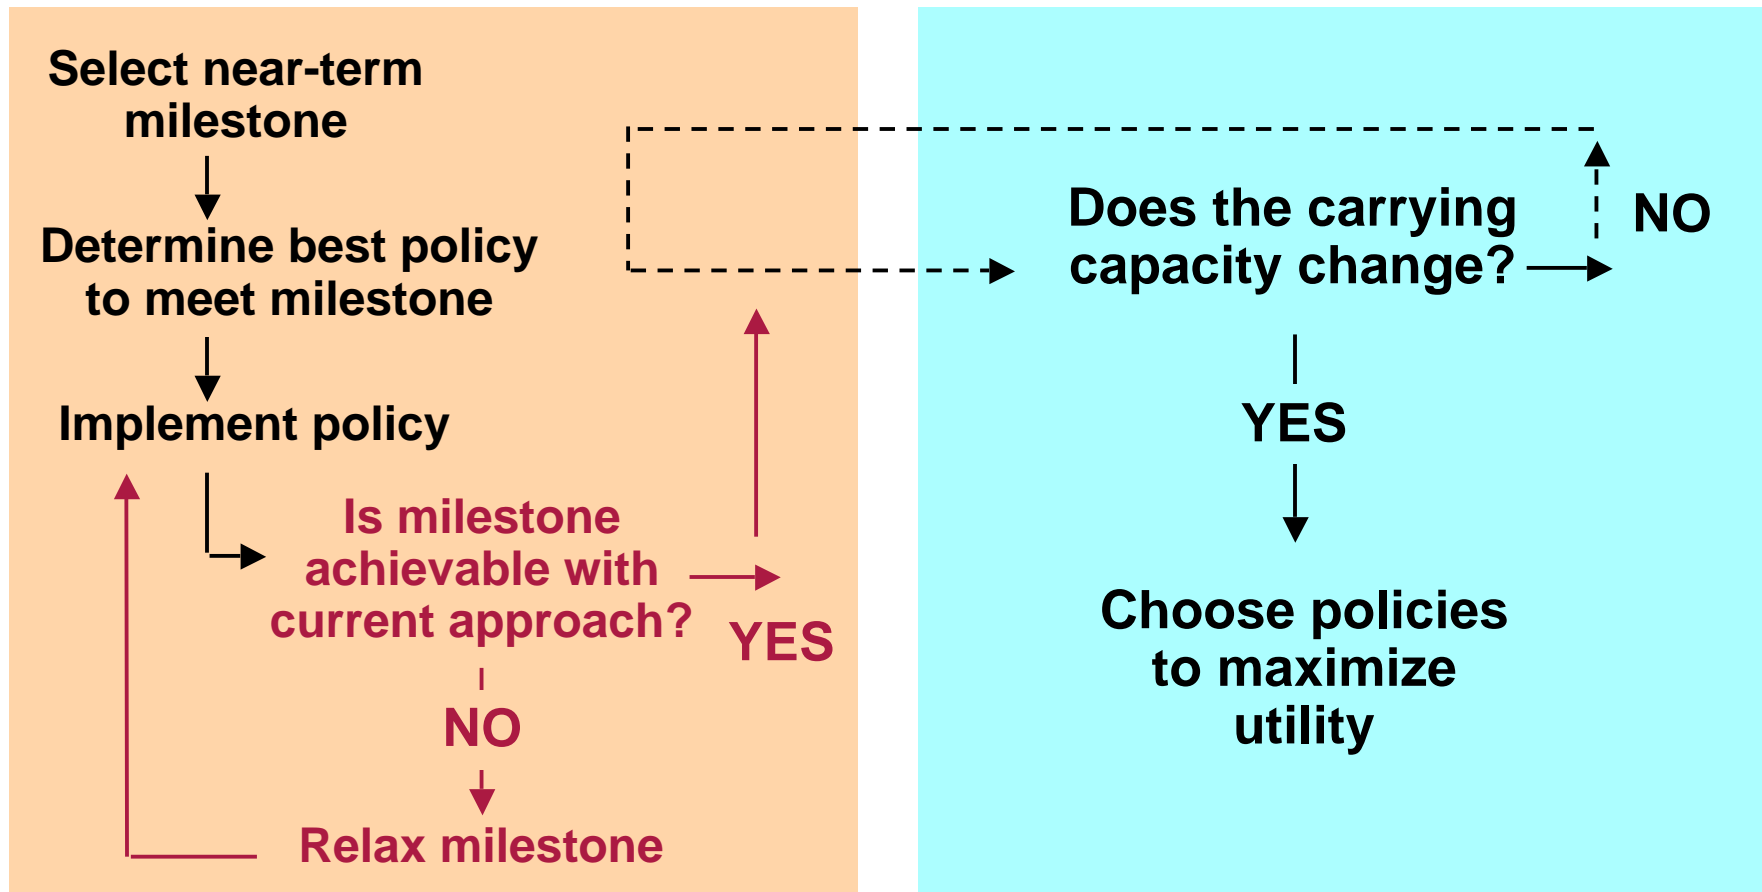 Select near-term
milestone
Determine best policy
to meet milestone
Implement policy
Is milestone
achievable with
current approach?
YES
NO
Relax milestone
Does the carrying
capacity change?
NO
YES
Choose policies
to maximize
utility